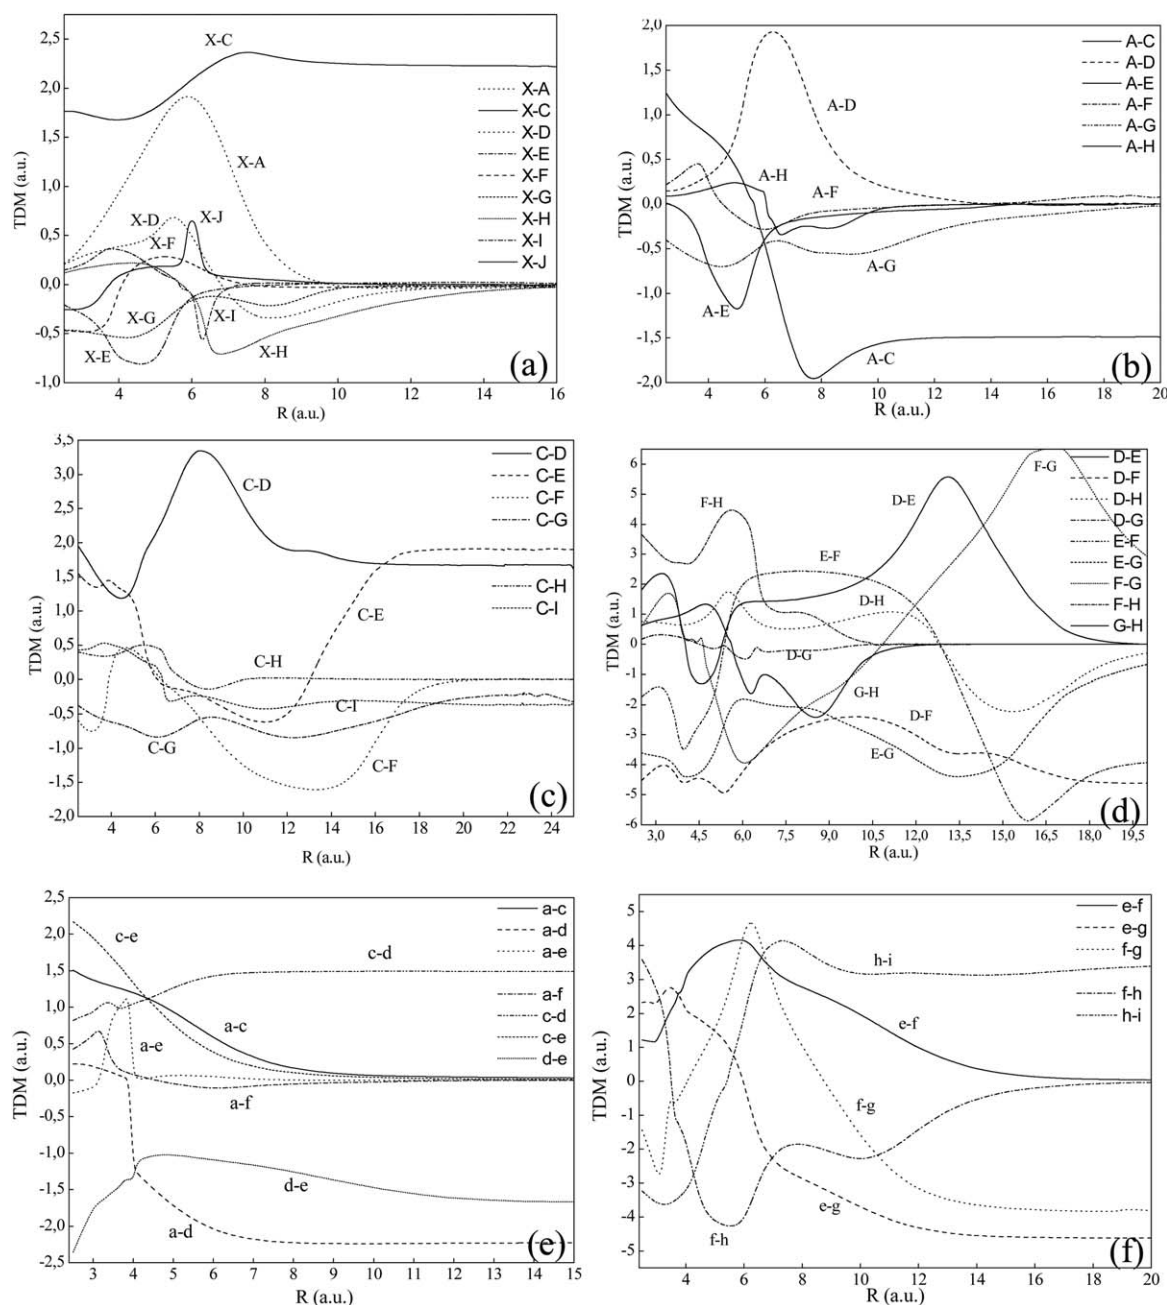 2,5
2,0
1,5
1,0
0,5
0,0
-0,5
-1,0
TDM (a.u.)
X-C
X-A
X-D
X-J
X-F
X-G
X-I
X-E
X-H
X-A
X-C
X-D
X-E
X-F
X-G
X-H
X-I
X-J
(a)
4 6 8 10 12 14 16
R (a.u.)
2,0
1,5
1,0
0,5
0,0
-0,5
-1,0
-1,5
-2,0
TDM (a.u.)
A-D
A-H
A-F
A-G
A-E
A-C
A-C
A-D
A-E
A-F
A-G
A-H
(b)
4 6 8 10 12 14 16 18 20
R (a.u.)
3,5
3,0
2,5
2,0
1,5
1,0
0,5
0,0
-0,5
-1,0
-1,5
-2,0
TDM (a.u.)
C-D
C-E
C-H
C-I
C-G
C-F
C-D
C-E
C-F
C-G
C-H
C-I
(c)
4 6 8 10 12 14 16 18 20 22 24
R (a.u.)
6
5
4
3
2
1
0
-1
-2
-3
-4
-5
-6
TDM (a.u.)
F-G
F-H
D-E
E-F
D-H
D-G
G-H
D-F
E-G
D-E
D-F
D-H
D-G
E-F
E-G
F-G
F-H
G-H
(d)
3,0 4,5 6,0 7,5 9,0 10,5 12,0 13,5 15,0 16,5 18,0 19,5
R (a.u.)
2,5
2,0
1,5
1,0
0,5
0,0
-0,5
-1,0
-1,5
-2,0
-2,5
TDM (a.u.)
c-e
c-d
a-c
a-e
a-f
d-e
a-d
a-c
a-d
a-e
a-f
c-d
c-e
d-e
(e)
3 4 5 6 7 8 9 10 11 12 13 14 15
R (a.u.)
5
4
3
2
1
0
-1
-2
-3
-4
-5
TDM (a.u.)
h-i
e-f
f-g
e-g
f-h
e-f
e-g
f-g
f-h
h-i
(f)
4 6 8 10 12 14 16 18 20
R (a.u.)